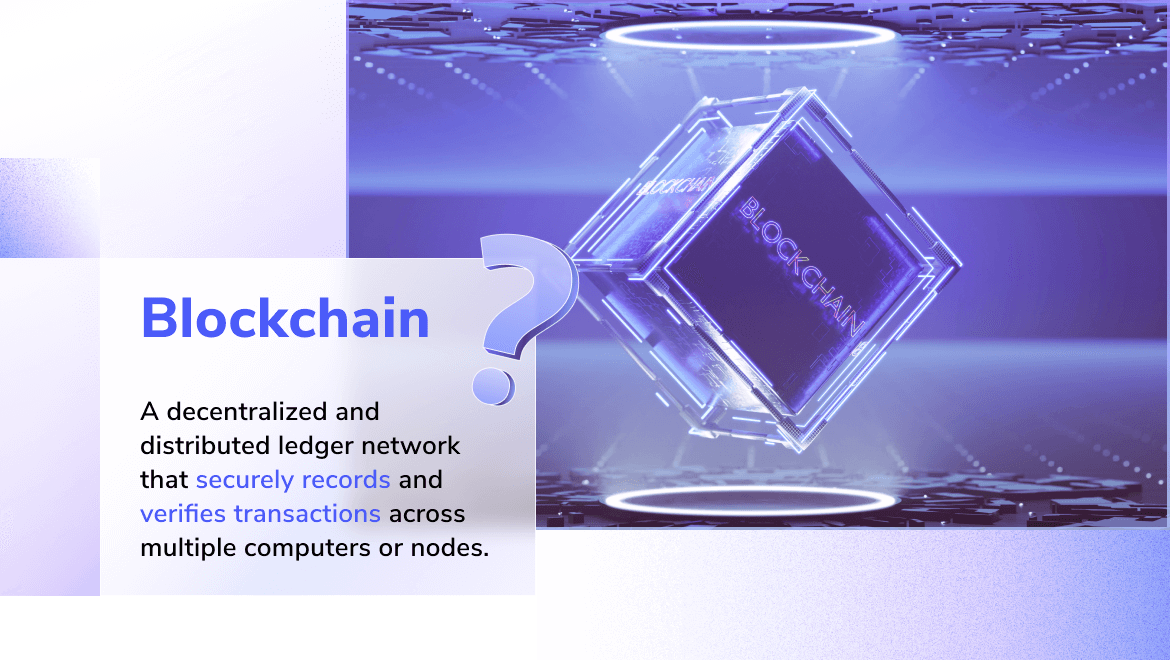 Blockchain
?
A decentralized and
distributed ledger network
that securely records and
verifies transactions across
multiple computers or nodes.
BLOCKCHAIN
BLOCKCHAIN